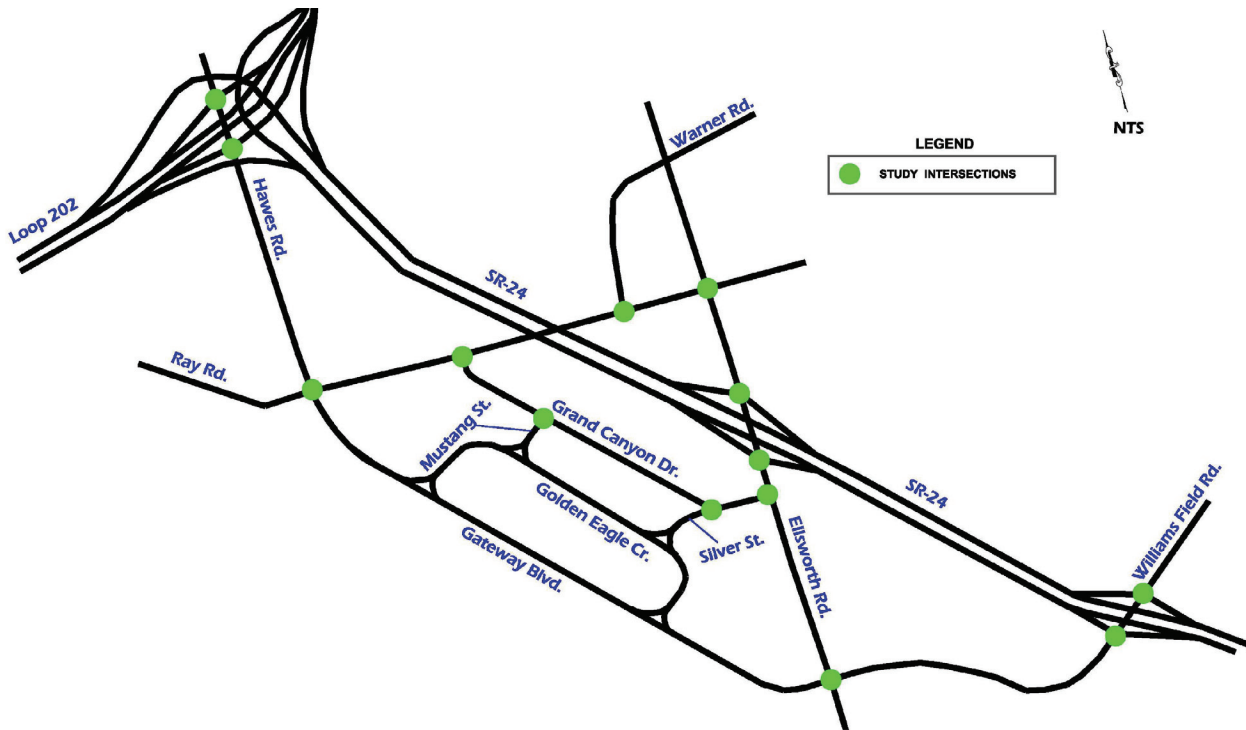 Warner Rd.
NTS
LEGEND
STUDY INTERSECTIONS
Loop 202
Hawes Rd.
SR-24
Ray Rd.
Mustang St.
Grand Canyon Dr.
Golden Eagle Cr.
Gateway Blvd.
Silver St.
Ellsworth Rd.
SR-24
Williams Field Rd.